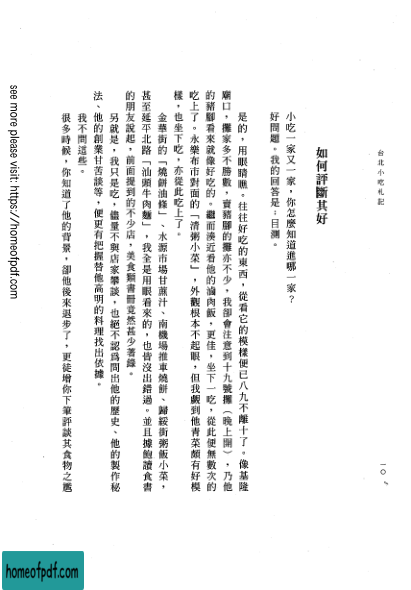 台北小吃札記
一〇
如何評斷其好
小吃一家又一家，你怎麼知道進哪一家？
好問題。我的回答是：目測。
是的，用眼睛瞧。往往好吃的東西，從看它的模樣便已八九不離十了。像基隆
廟口，攤家多不勝數，賣豬腳的攤亦不少，我卻會注意到十九號攤（晚上開），乃他
的豬腳看來就像好吃的。繼而湊近看他的滷肉飯，更佳，坐下一吃，從此便無數次的
吃上了。永樂布市對面的「清粥小菜」，外觀根本不起眼，但我覷到他青菜頗有好模
樣，也坐下吃，亦從此吃上了。
金華街的「燒餅油條」、水源市場甘蔗汁、南機場推車燒餅、歸綏街粥飯小菜，
甚至延平北路「汕頭牛肉麵」，我全是用眼看來的，也皆沒出錯過。並且據飽讀食書
的朋友說起，前面提到的不少店，美食類書冊竟然甚少著錄。
另就是，我只是吃，儘量不與店家攀談，也絕不認為問出他的歷史、他的製作秘
法、他的創業甘苦談等，便更有把握替他高明的料理找出依據。
我不問這些。
很多時候，你知道了他的背景，卻他後來退步了，更徒增你下筆評談其食物之尷
see more please visit: https://homeofpdf.com
homeofpdf.com